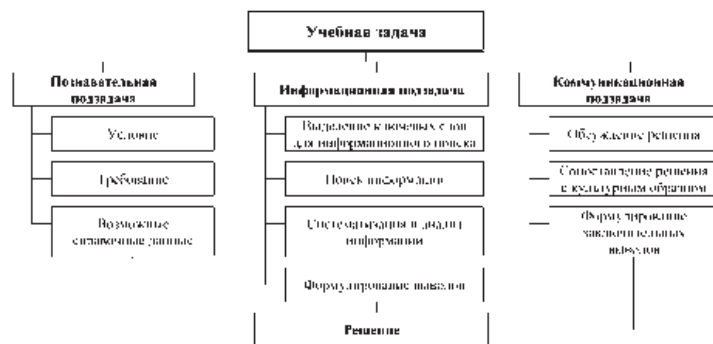 Учебная задача
Познавательная
подзадача
Условие
Требование
Возможные
справочные данные
Информационная подзадача
Выделение ключевых слов
для информационного поиска
Поиск информации
Систематизация и анализ
информации
Формулирование выводов
Решение
Коммуникационная
подзадача
Обсуждение решения
Сопоставление решения
с культурным образцом
Формулирование
заключительных
выводов